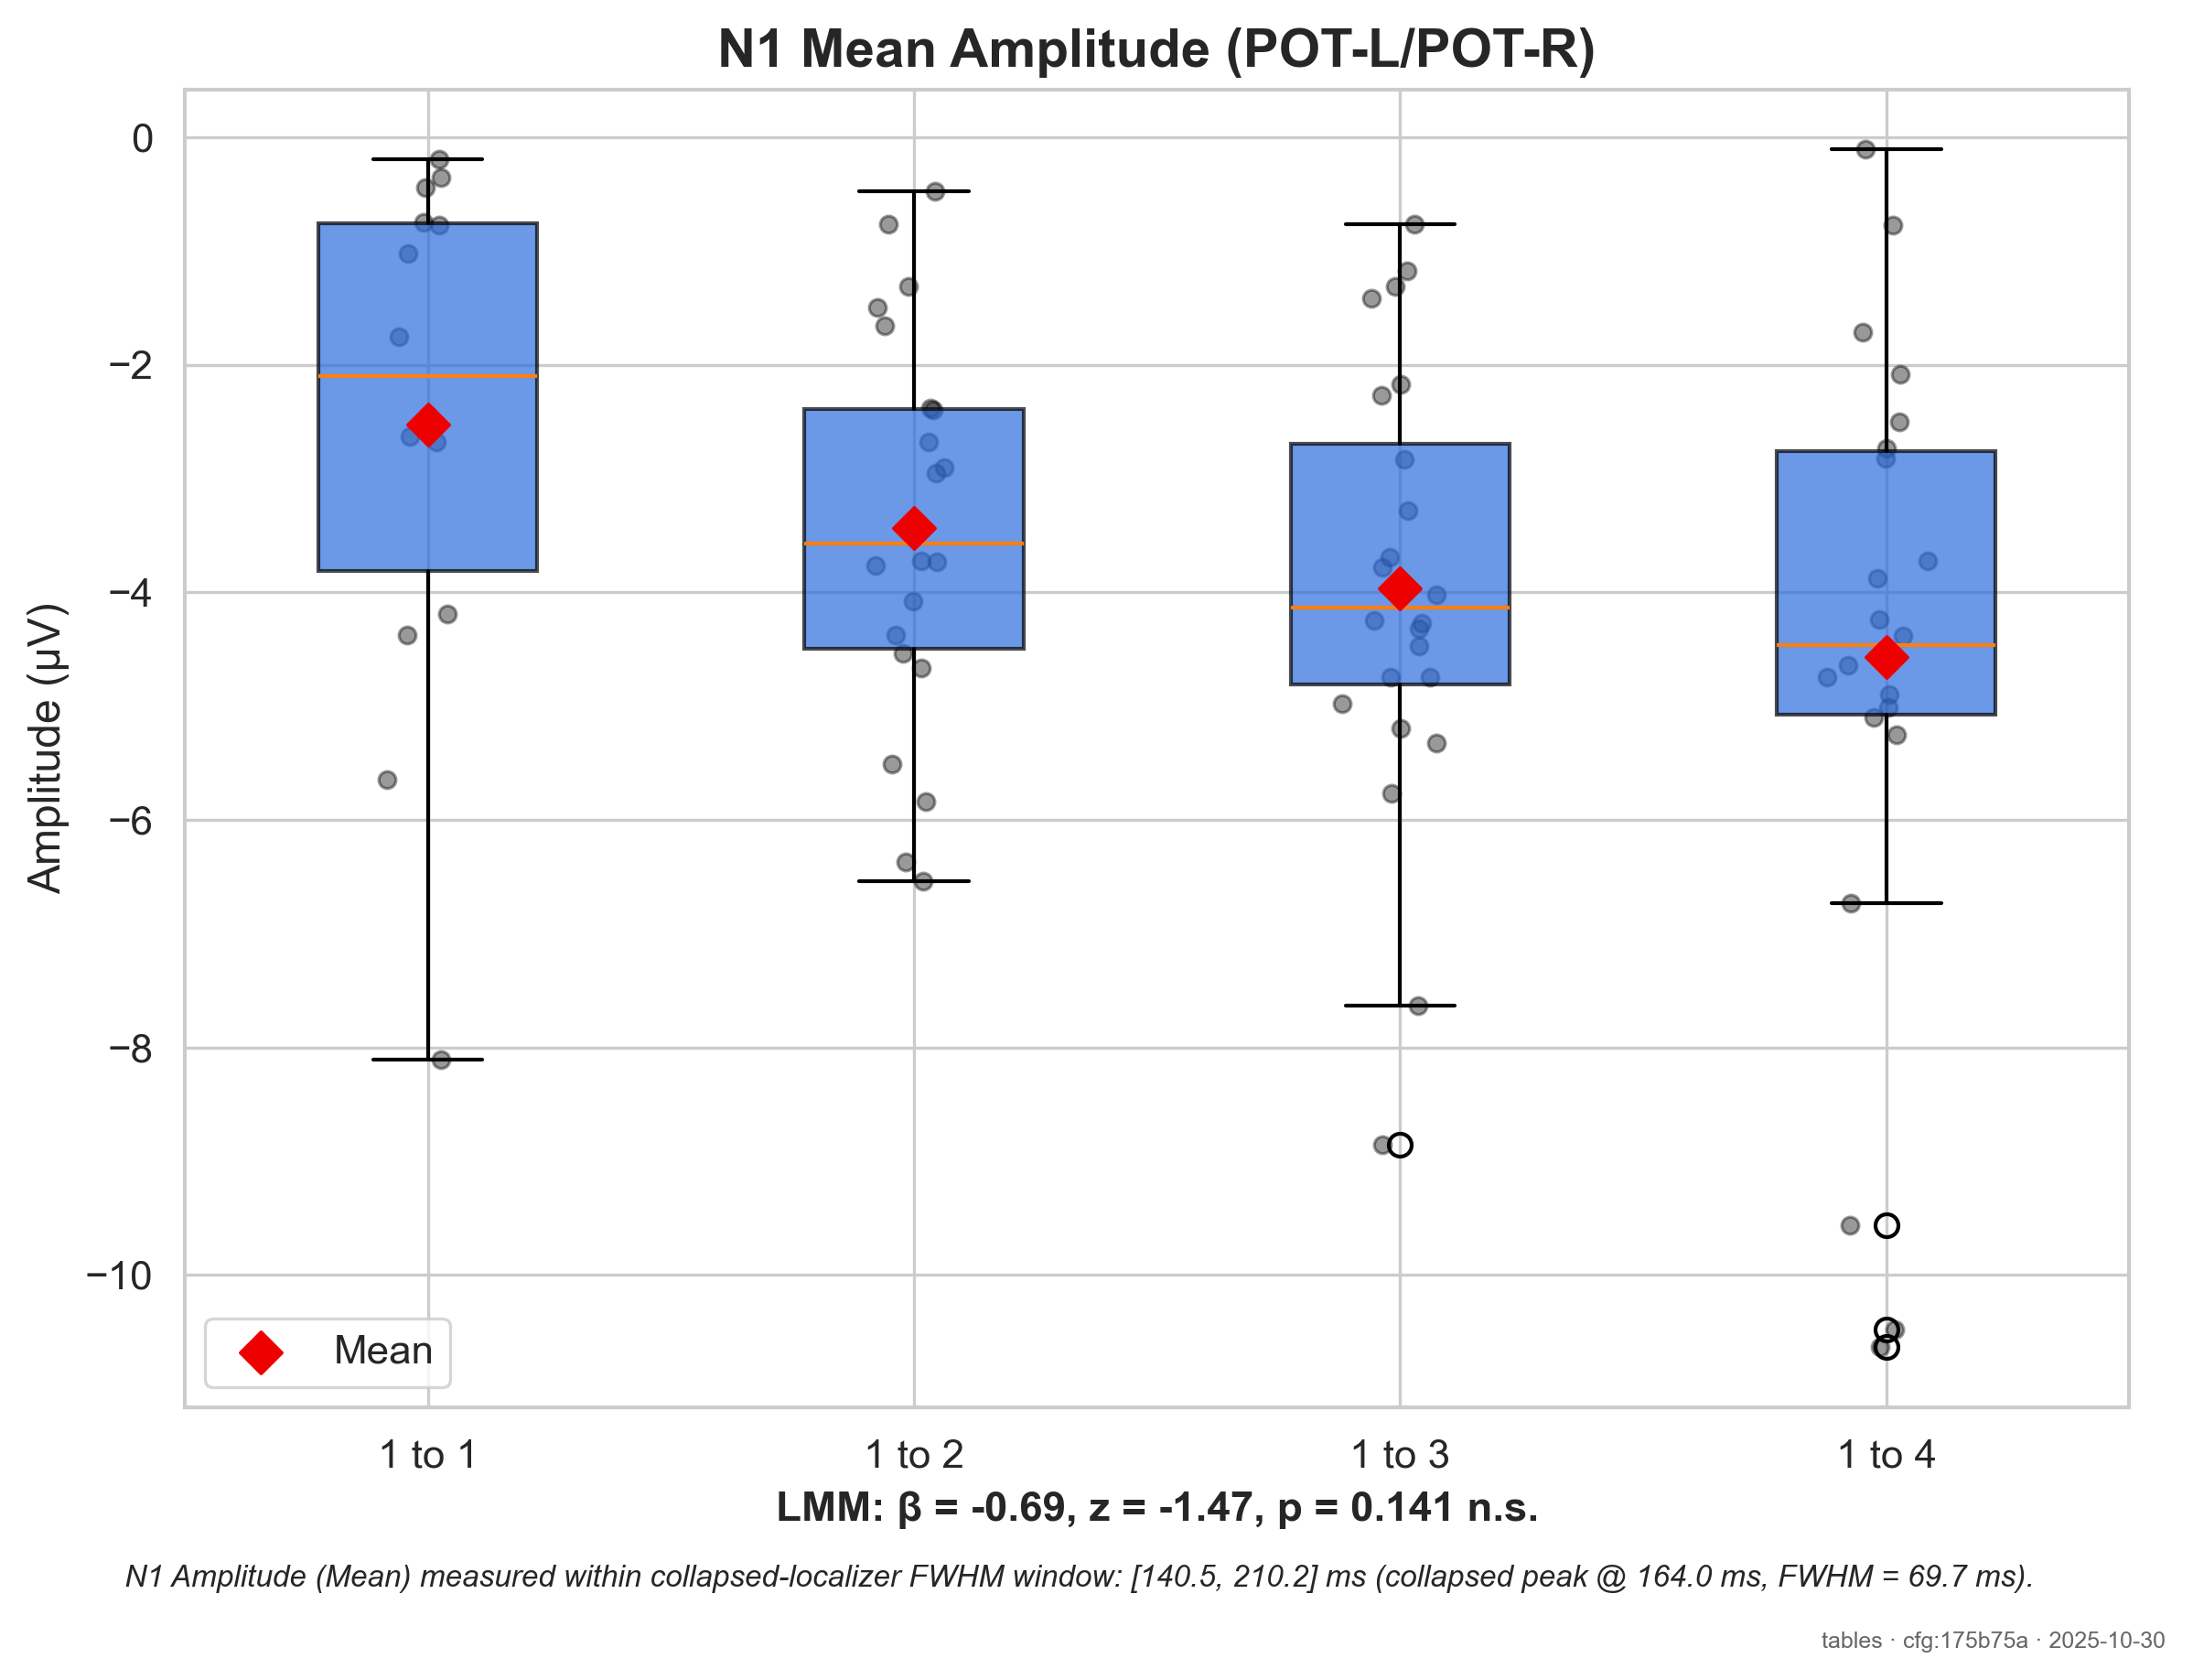 N1 Mean Amplitude (POT-L/POT-R)
Amplitude (µV)
0
−2
−4
−6
−8
−10
Mean
1 to 1
1 to 2
1 to 3
1 to 4
LMM: β = -0.69, z = -1.47, p = 0.141 n.s.
N1 Amplitude (Mean) measured within collapsed-localizer FWHM window: [140.5, 210.2] ms (collapsed peak @ 164.0 ms, FWHM = 69.7 ms).
tables · cfg:175b75a · 2025-10-30